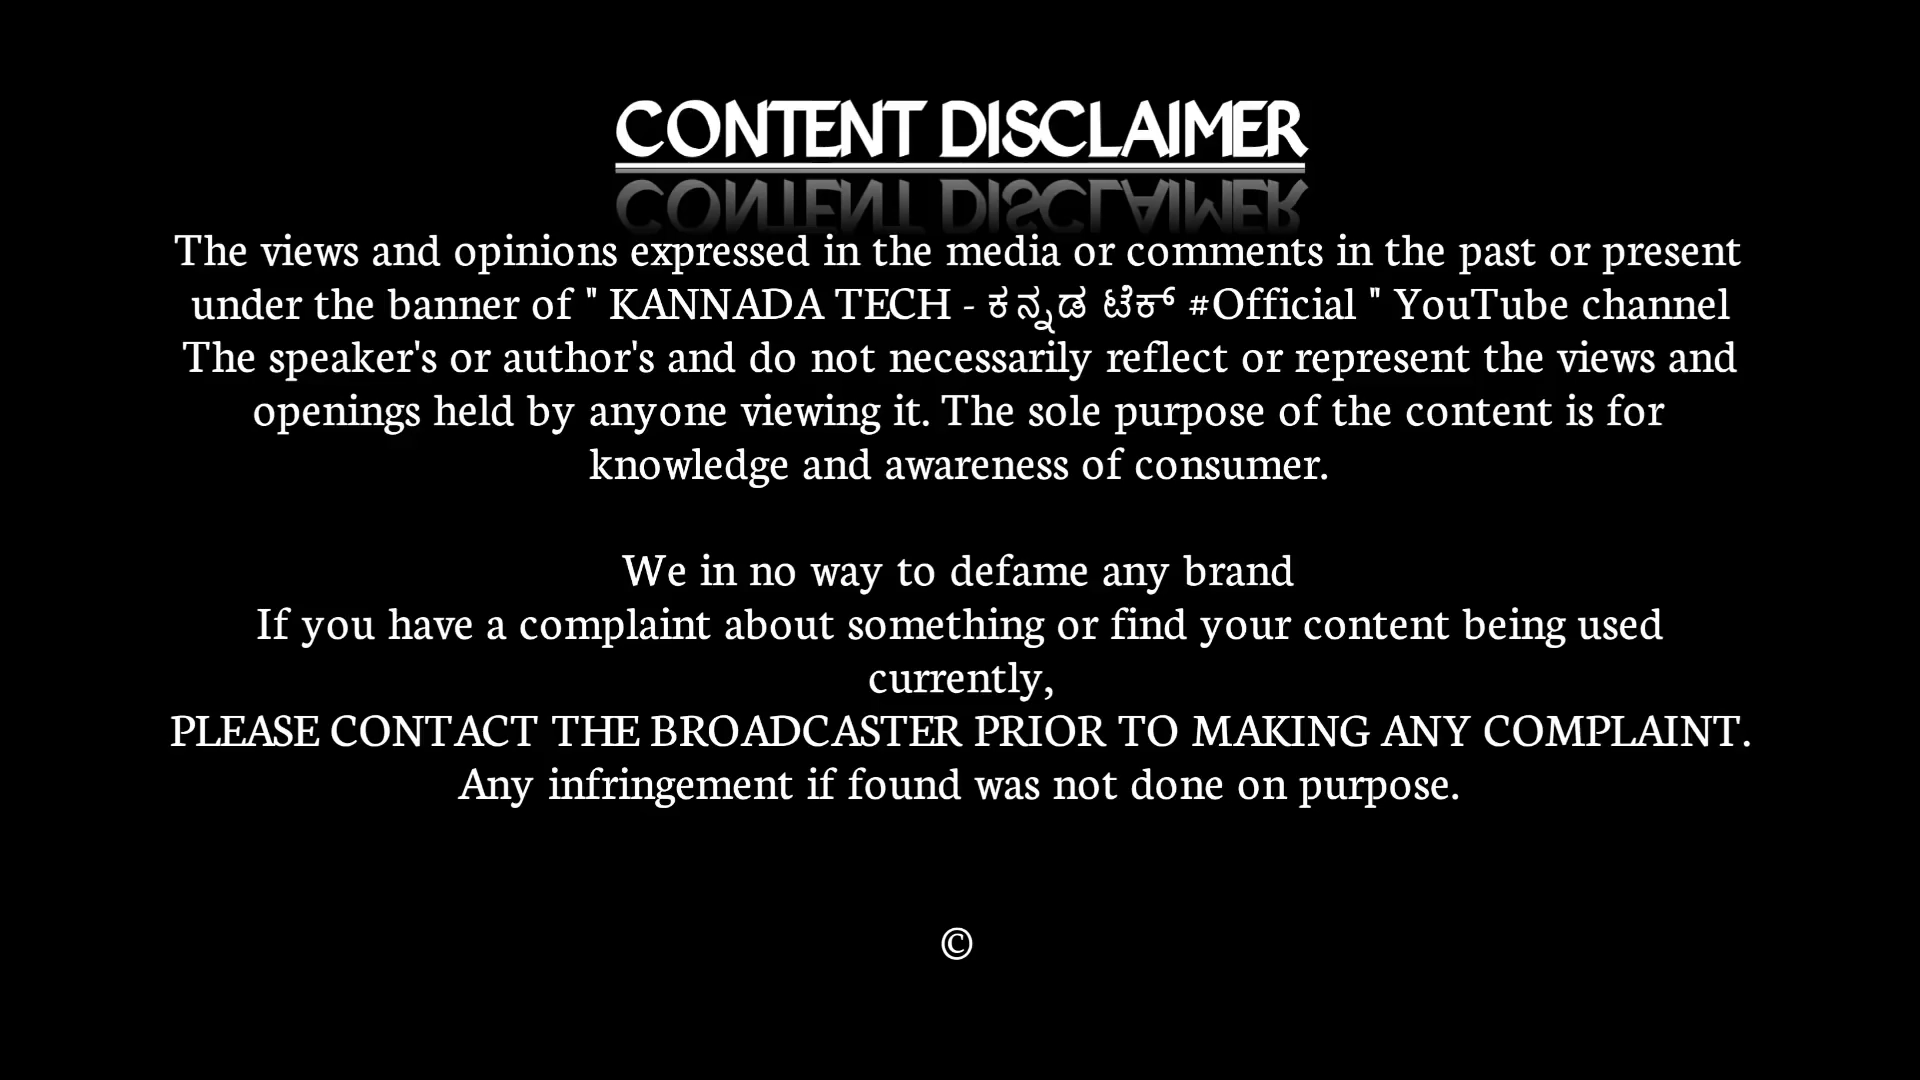 CONTENT DISCLAIMER
The views and opinions expressed in the media or comments in the past or present
under the banner of " KANNADA TECH - ಕನ್ನಡ ಟೆಕ್ #Official " YouTube channel
The speaker's or author's and do not necessarily reflect or represent the views and
openings held by anyone viewing it. The sole purpose of the content is for
knowledge and awareness of consumer.
We in no way to defame any brand
If you have a complaint about something or find your content being used
currently,
PLEASE CONTACT THE BROADCASTER PRIOR TO MAKING ANY COMPLAINT.
Any infringement if found was not done on purpose.
©